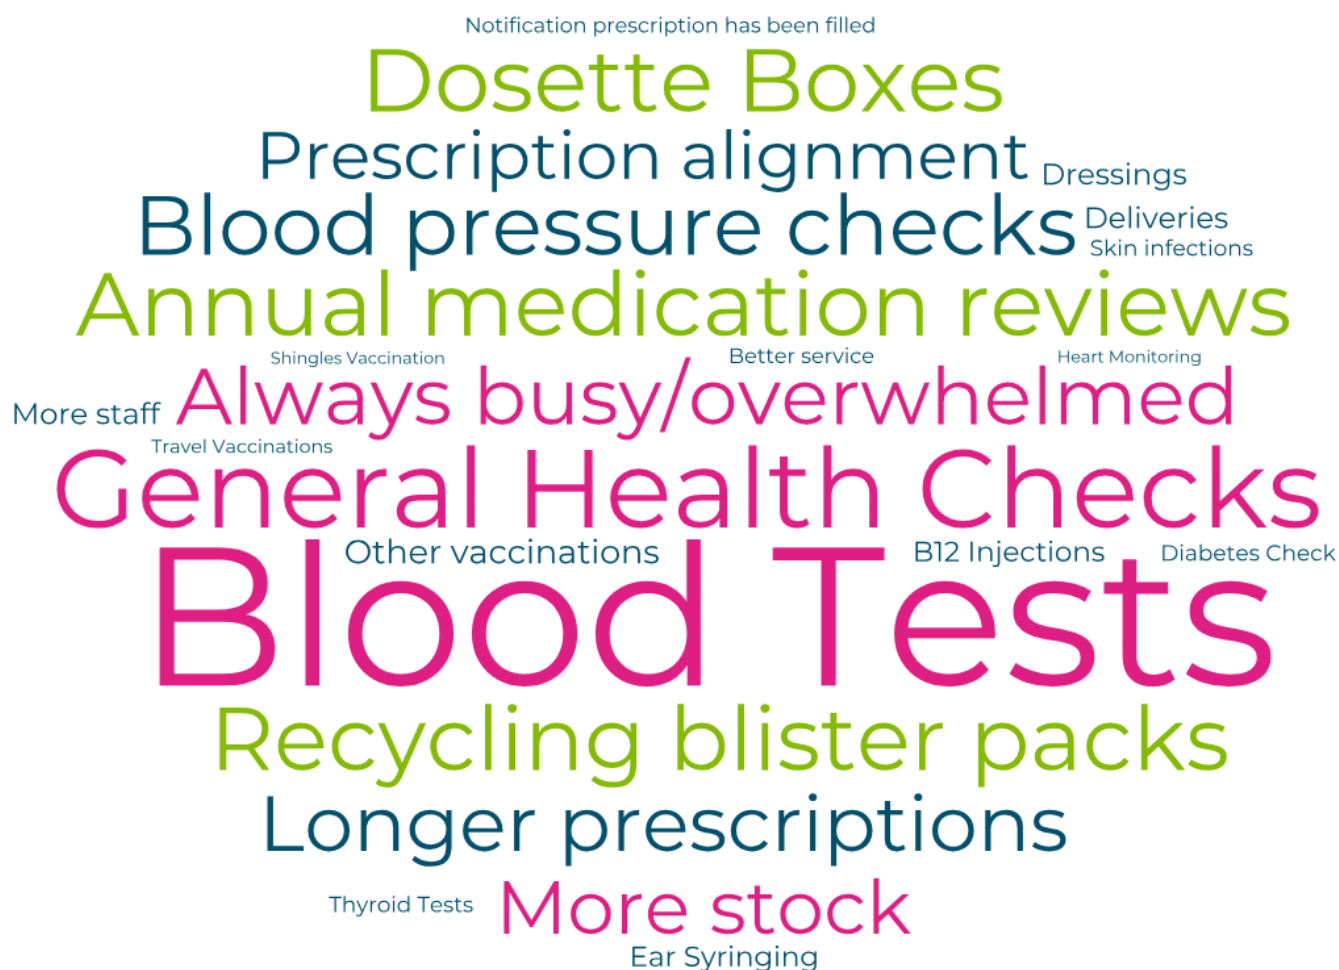 Notification prescription has been filled
Dosette Boxes
Prescription alignment
Dressings
Blood pressure checks
Deliveries
Skin infections
Annual medication reviews
Shingles Vaccination
Better service
Heart Monitoring
More staff
Always busy/overwhelmed
Travel Vaccinations
General Health Checks
Other vaccinations
B12 Injections
Diabetes Check
Blood Tests
Recycling blister packs
Longer prescriptions
Thyroid Tests
More stock
Ear Syringing